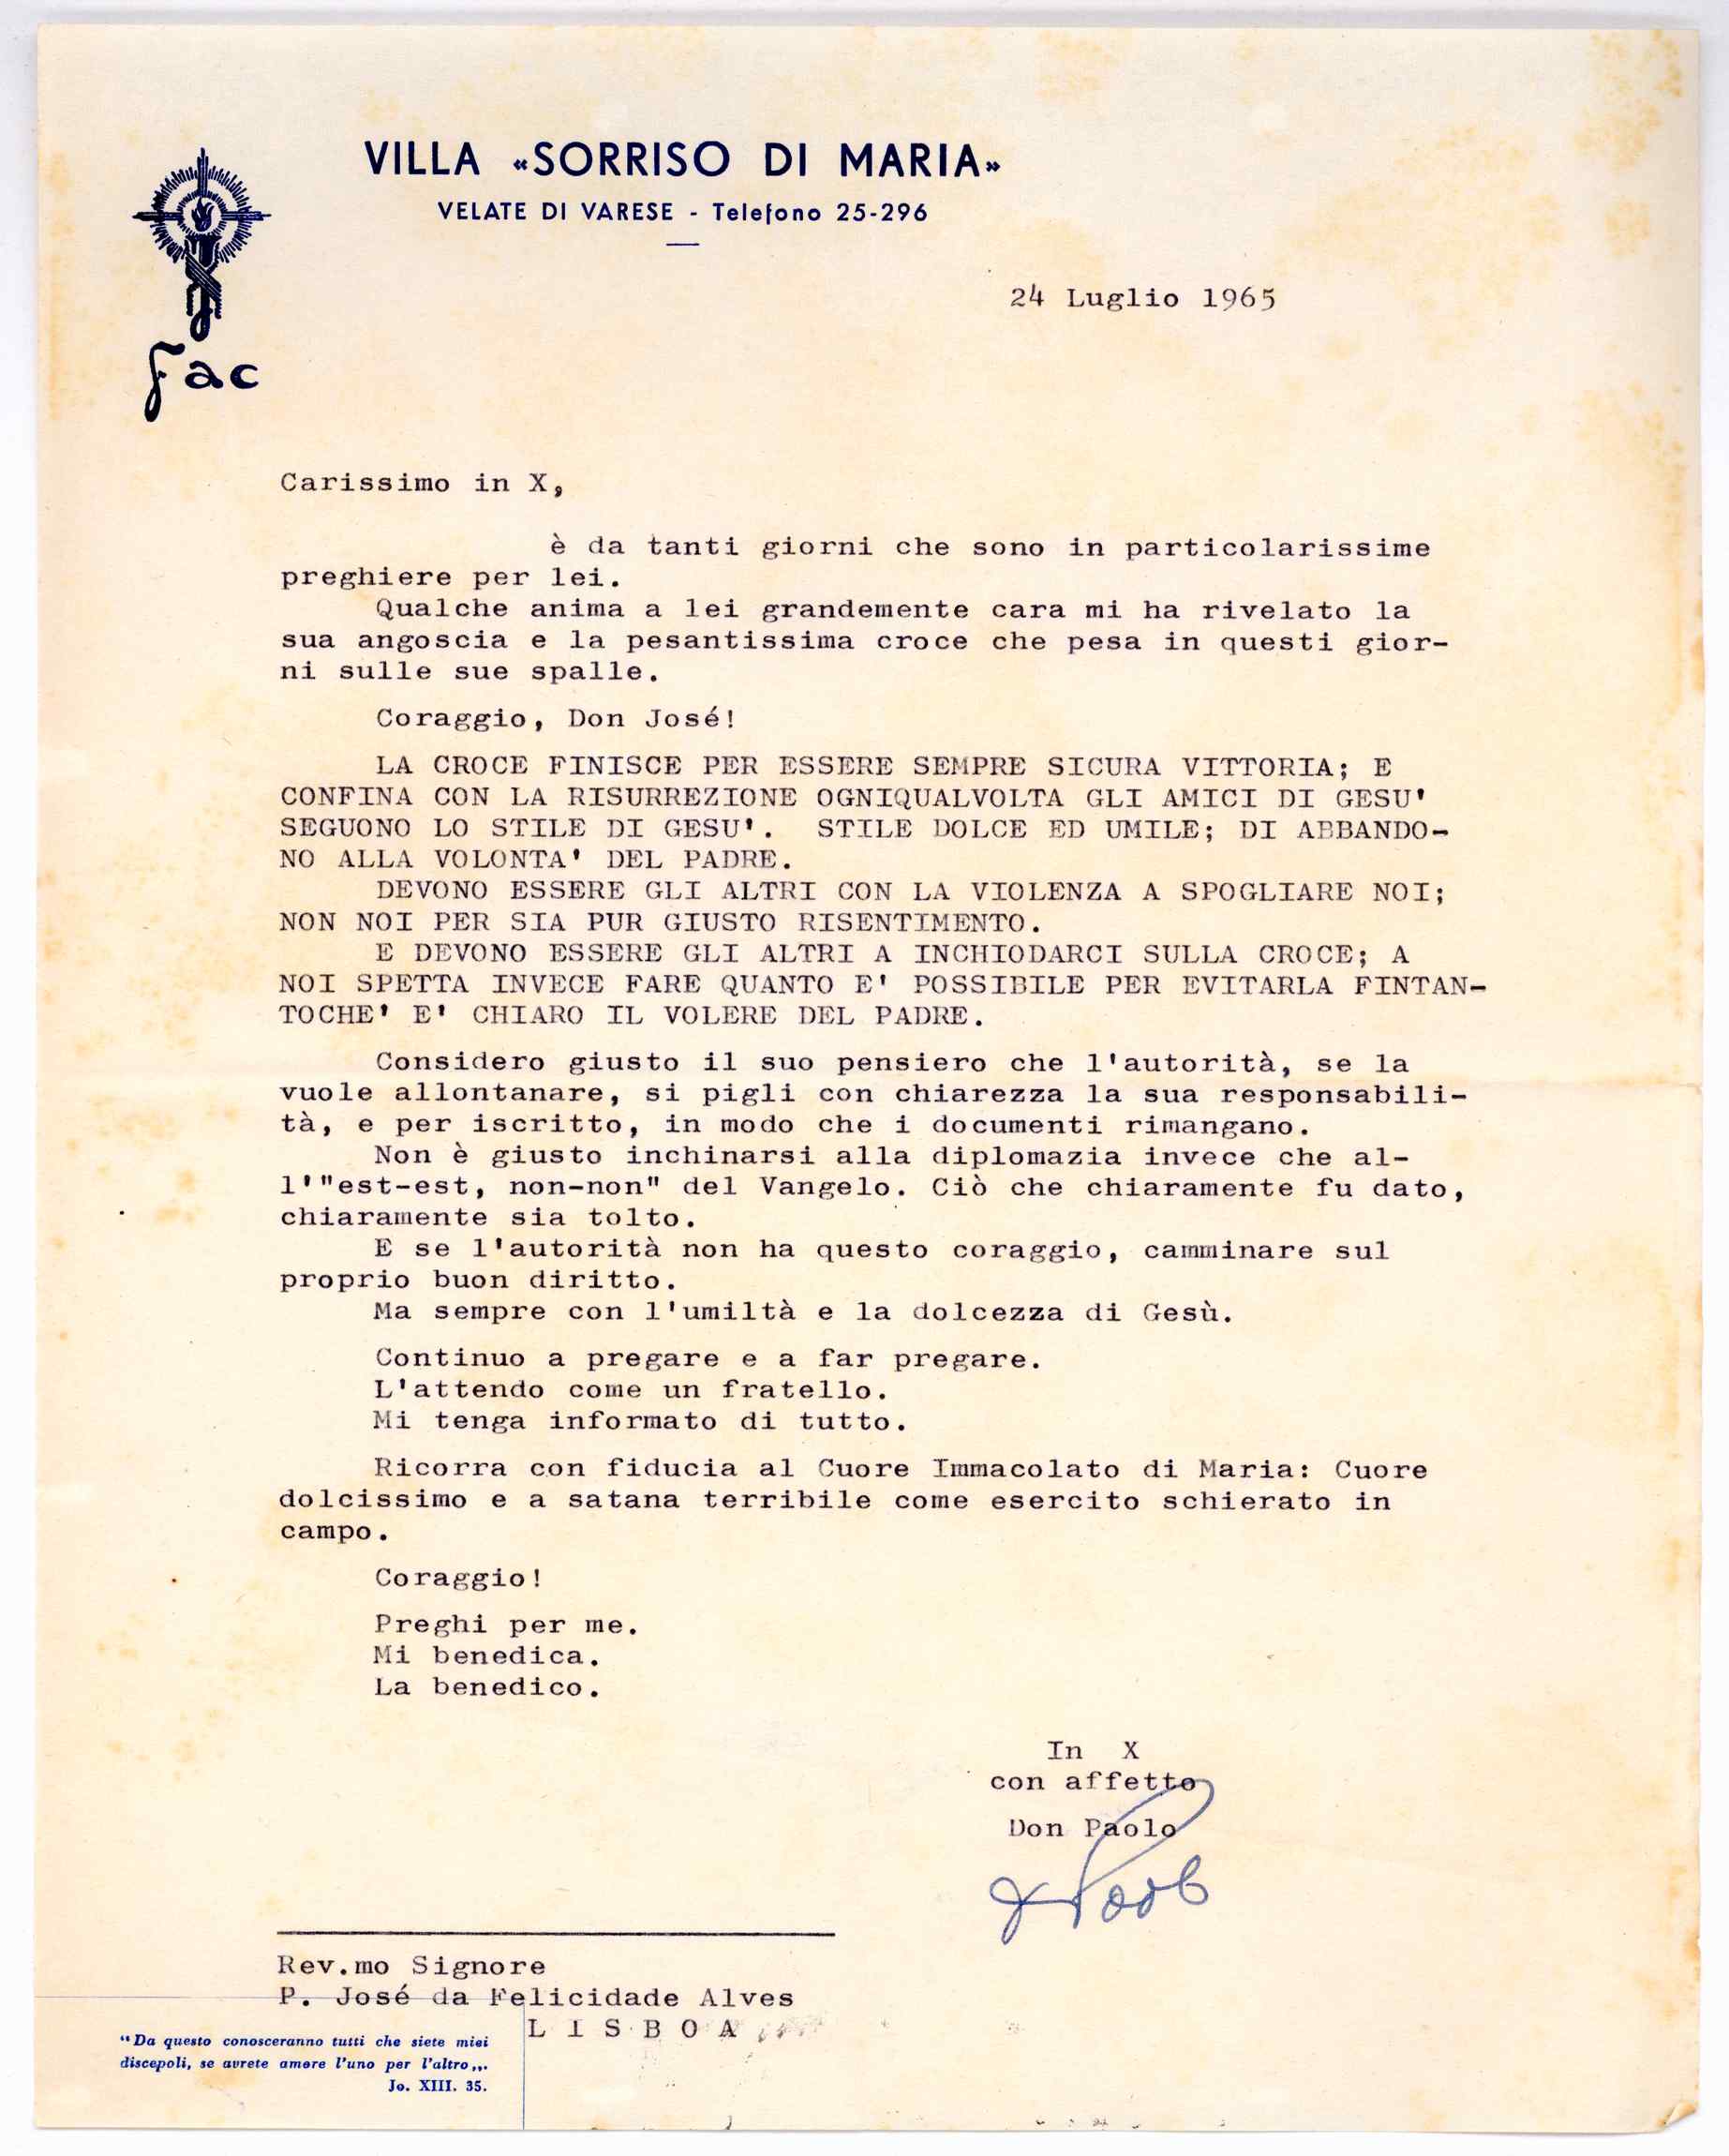 VILLA «SORRISO DI MARIA»
VELATE DI VARESE - Telefono 25-296
fac
24 Luglio 1965
Carissimo in X,
è da tanti giorni che sono in particolarissime
preghiere per lei.
Qualche anima a lei grandemente cara mi ha rivelato la
sua angoscia e la pesantissima croce che pesa in questi gior-
ni sulle sue spalle.
Coraggio, Don José!
LA CROCE FINISCE PER ESSERE SEMPRE SICURA VITTORIA; E
CONFINA CON LA RISURREZIONE OGNIQUALVOLTA GLI AMICI DI GESU'
SEGUONO LO STILE DI GESU'. STILE DOLCE ED UMILE; DI ABBANDO-
NO ALLA VOLONTA' DEL PADRE.
DEVONO ESSERE GLI ALTRI CON LA VIOLENZA A SPOGLIARE NOI;
NON NOI PER SIA PUR GIUSTO RISENTIMENTO.
E DEVONO ESSERE GLI ALTRI A INCHIODARCI SULLA CROCE; A
NOI SPETTA INVECE FARE QUANTO E' POSSIBILE PER EVITARLA FINTAN-
TOCHE' E' CHIARO IL VOLERE DEL PADRE.
Considero giusto il suo pensiero che l'autorità, se la
vuole allontanare, si pigli con chiarezza la sua responsabili-
tà, e per iscritto, in modo che i documenti rimangano.
Non è giusto inchinarsi alla diplomazia invece che al-
l'"est-est, non-non" del Vangelo. Ciò che chiaramente fu dato,
chiaramente sia tolto.
E se l'autorità non ha questo coraggio, camminare sul
proprio buon diritto.
Ma sempre con l'umiltà e la dolcezza di Gesù.
Continuo a pregare e a far pregare.
L'attendo come un fratello.
Mi tenga informato di tutto.
Ricorra con fiducia al Cuore Immacolato di Maria: Cuore
dolcissimo e a satana terribile come esercito schierato in
campo.
Coraggio!
Preghi per me.
Mi benedica.
La benedico.
In X
con affetto
Don Paolo
d Paolo
Rev.mo Signore
P. José da Felicidade Alves
L I S B O A
"Da questo conosceranno tutti che siete miei
discepoli, se avrete amore l'uno per l'altro„.
Jo. XIII. 35.